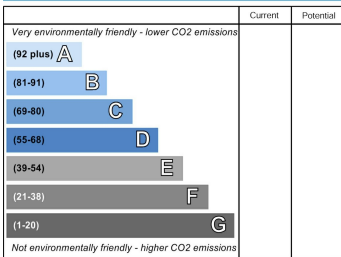 Current Potential
Very environmentally friendly - lower CO2 emissions
(92 plus) A
(81-91) B
(69-80) C
(55-68) D
(39-54) E
(21-38) F
(1-20) G
Not environmentally friendly - higher CO2 emissions